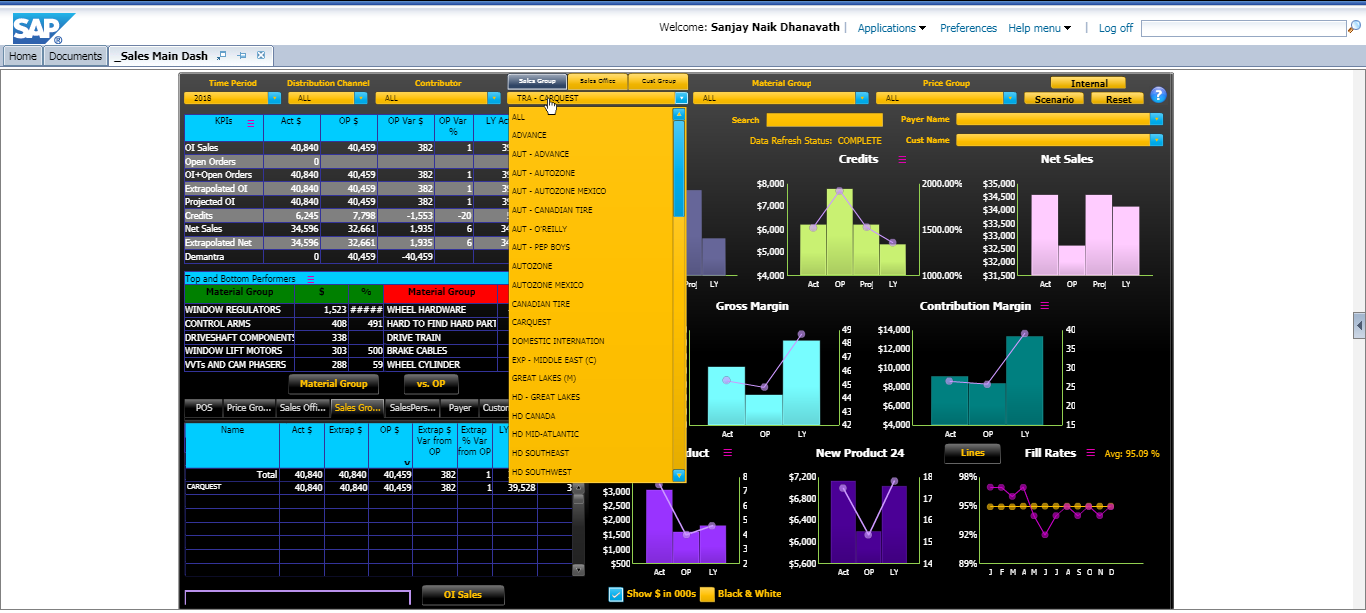 SAP ®
Welcome: Sanjay Naik Dhanavath | Applications Preferences Help menu | Log off
Home Documents _Sales Main Dash
Time Period Distribution Channel Contributor Sales Group Sales Office Cust Group Material Group Price Group Internal
2018 ALL ALL TRA - CARQUEST ALL ALL Scenario Reset ?
KPIs Act $ OP $ OP Var $ OP Var % LY Ac
OI Sales 40,840 40,459 382 1
Open Orders 0
OI+Open Orders 40,840 40,459 382 1
Extrapolated OI 40,840 40,459 382 1
Projected OI 40,840 40,459 382 1
Credits 6,245 7,798 -1,553 -20
Net Sales 34,596 32,661 1,935 6
Extrapolated Net 34,596 32,661 1,935 6
Demantra 0 40,459 -40,459
ALL
ADVANCE
AUT - ADVANCE
AUT - AUTOZONE
AUT - AUTOZONE MEXICO
AUT - CANADIAN TIRE
AUT - O'REILLY
AUT - PEP BOYS
AUTOZONE
AUTOZONE MEXICO
CANADIAN TIRE
CARQUEST
DOMESTIC INTERNATION
EXP - MIDDLE EAST (C)
GREAT LAKES (M)
HD - GREAT LAKES
HD CANADA
HD MID-ATLANTIC
HD SOUTHEAST
HD SOUTHWEST
Search Payer Name
Data Refresh Status: COMPLETE Cust Name
Proj LY
Credits
$8,000 2000.00%
$7,000
$6,000 1500.00%
$5,000
$4,000 1000.00%
Act OP Proj LY
Net Sales
$35,000
$34,500
$34,000
$33,500
$33,000
$32,500
$32,000
$31,500
Act OP Proj LY
Top and Bottom Performers
Material Group $ % Material Group
WINDOW REGULATORS 1,523 ##### WHEEL HARDWARE
CONTROL ARMS 408 491 HARD TO FIND HARD PART
DRIVESHAFT COMPONENTS 338 DRIVE TRAIN
WINDOW LIFT MOTORS 303 500 BRAKE CABLES
VVTs AND CAM PHASERS 288 59 WHEEL CYLINDER
Material Group vs. OP
Gross Margin
49
48
47
46
45
44
43
42
Act OP LY
Contribution Margin
$14,000 40
$12,000 35
$10,000 30
$8,000 25
$6,000 20
$4,000 15
Act OP LY
POS Price Gro... Sales Offi... Sales Gro... SalesPers... Payer Custon
Name Act $ Extrap $ OP $ Extrap $ Var from OP Extrap % Var from OP LY
Total 40,840 40,840 40,459 382 1
CARQUEST 40,840 40,840 40,459 382 1 39,528 3
duct
$3,000
$2,500
$2,000
$1,500
$1,000
$500
8
7
6
5
4
3
2
Act OP LY
New Product 24
$7,200 18
$6,800 17
$6,400 16
$6,000 15
$5,600 14
Act OP LY
Lines Fill Rates Avg: 95.09 %
98%
95%
92%
89%
J F M A M J J A S O N D
OI Sales Show $ in 000s Black & White